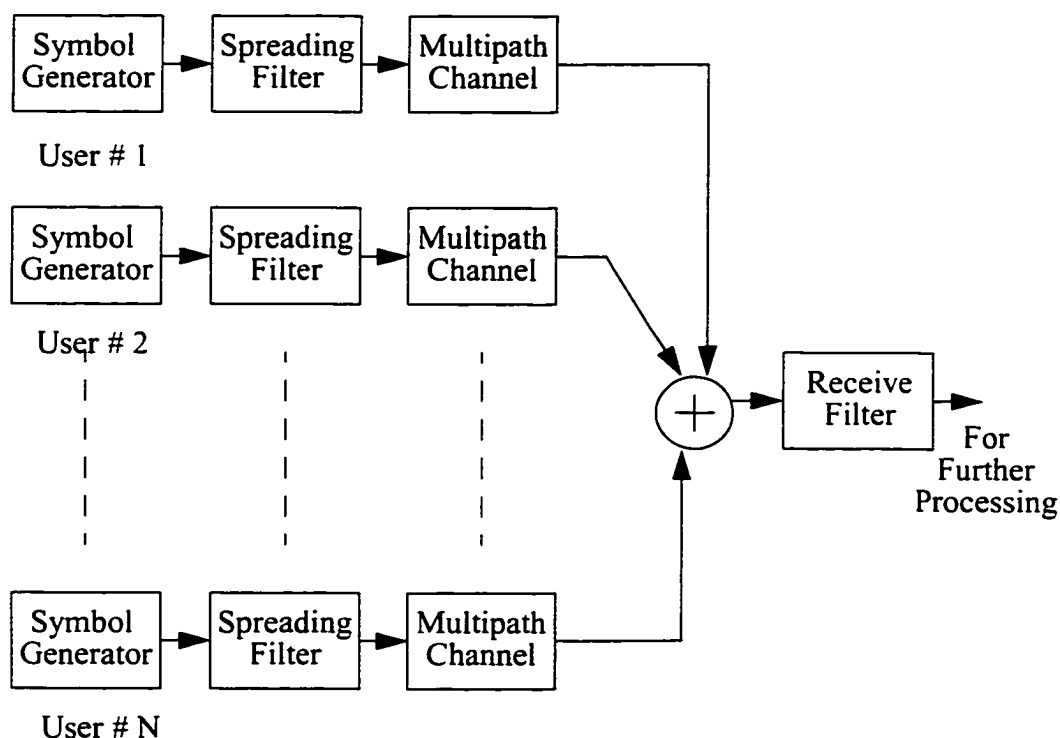 Symbol
Generator
Spreading
Filter
Multipath
Channel
User # 1
Symbol
Generator
Spreading
Filter
Multipath
Channel
User # 2
Receive
Filter
For
Further
Processing
Symbol
Generator
Spreading
Filter
Multipath
Channel
User # N